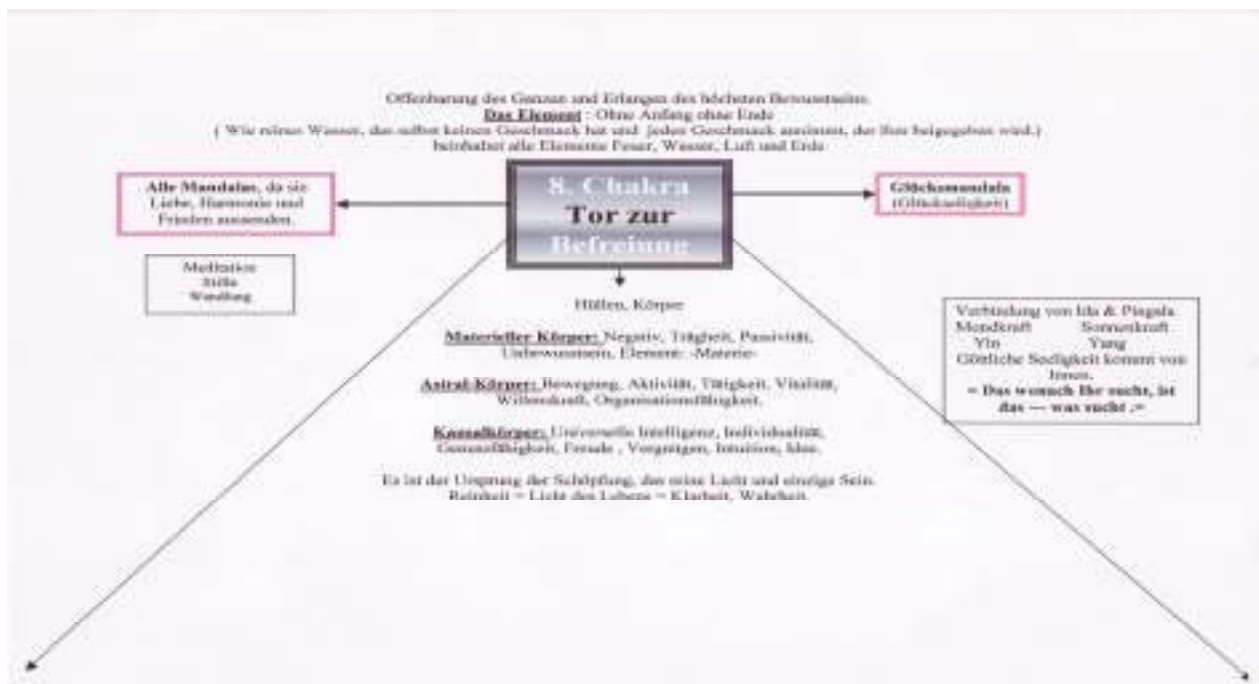 Offenbarung des Ganzen und Erlangen des höchsten Bewusstseins.
Das Element : Ohne Anfang ohne Ende
( Wie reines Wasser, das selbst keinen Geschmack hat und jeden Geschmack annimmt, der ihm beigegeben wird.)
beinhaltet alle Elemente Feuer, Wasser, Luft und Erde
8. Chakra
Tor zur
Befreiung
Alle Mandalas, da sie
Liebe, Harmonie und
Frieden aussenden.
Glücksmandala
(Glückseligkeit)
Meditation
Stille
Wandlung
Hüllen, Körper
Materieller Körper: Negativ, Trägheit, Passivität,
Unbewusstsein, Element: -Materie-
Astral-Körper: Bewegung, Aktivität, Tätigkeit, Vitalität,
Willenskraft, Organisationsfähigkeit.
Kausalkörper: Universelle Intelligenz, Individualität,
Genussfähigkeit, Freude , Vergnügen, Intuition, Idee.
Es ist der Ursprung der Schöpfung, das reine Licht und einzige Sein.
Reinheit = Licht des Lebens = Klarheit, Wahrheit.
Verbindung von Ida & Pingala
Mondkraft Sonnenkraft
Yin Yang
Göttliche Seeligkeit kommt von
Innen.
= Das wonach Ihr sucht, ist
das — was sucht .=